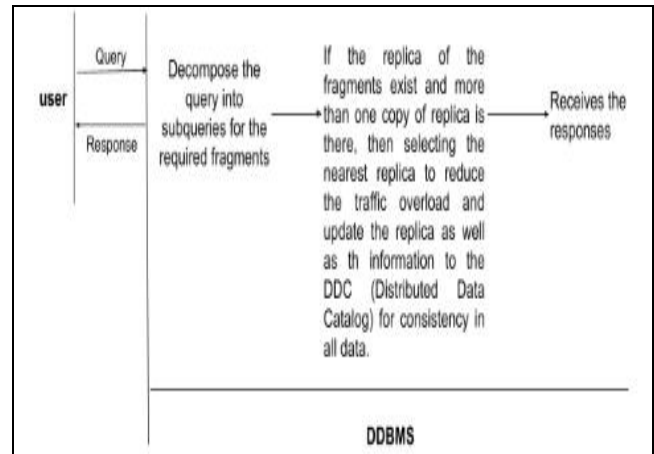 Query
user
Response
Decompose the
query into
subqueries for the
required fragments
If the replica of the
fragments exist and more
than one copy of replica is
there, then selecting the
nearest replica to reduce
the traffic overload and
update the replica as well
as th information to the
DDC (Distributed Data
Catalog) for consistency in
all data.
Receives the
responses
DDBMS